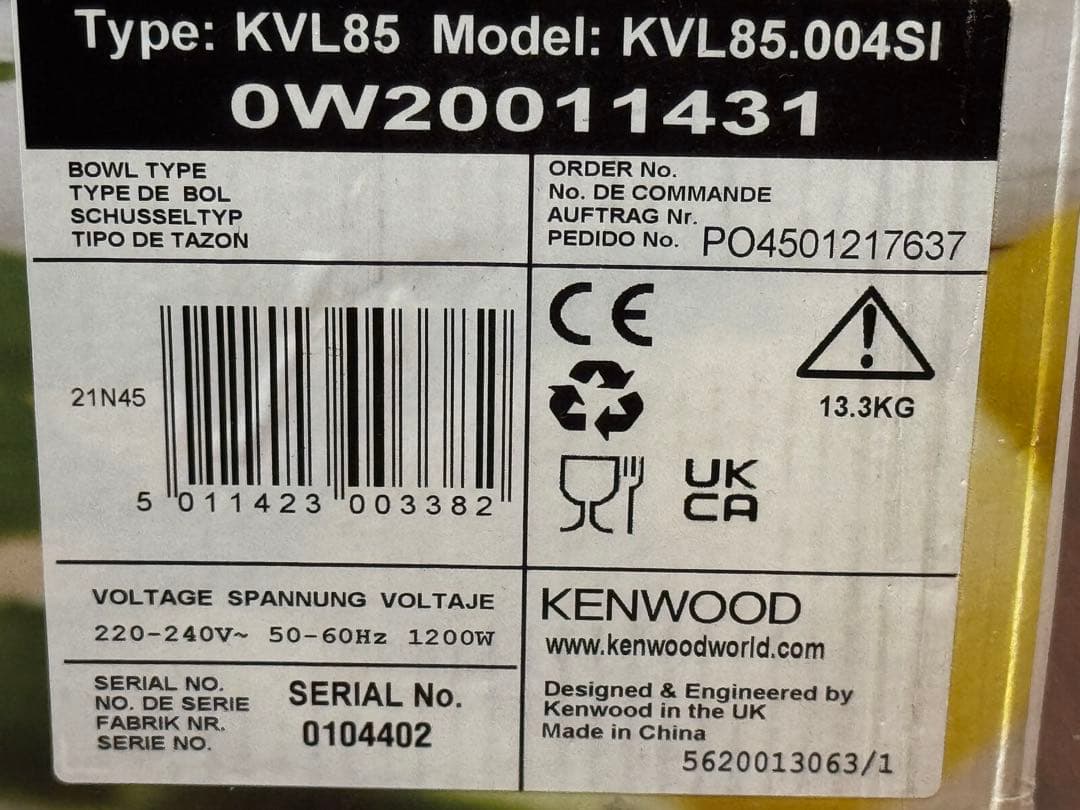 Type: KVL85 Model: KVL85.004SI
0W20011431
BOWL TYPE
TYPE DE BOL
SCHUSSELTYP
TIPO DE TAZON
ORDER No.
No. DE COMMANDE
AUFTRAG Nr.
PEDIDO No. PO4501217637
21N45
5 011423 003382
CE
13.3KG
UK
CA
VOLTAGE SPANNUNG VOLTAJE
220-240V~ 50-60Hz 1200W
SERIAL NO.
NO. DE SERIE
FABRIK NR.
SERIE NO.
SERIAL No.
0104402
KENWOOD
www.kenwoodworld.com
Designed & Engineered by
Kenwood in the UK
Made in China
5620013063/1